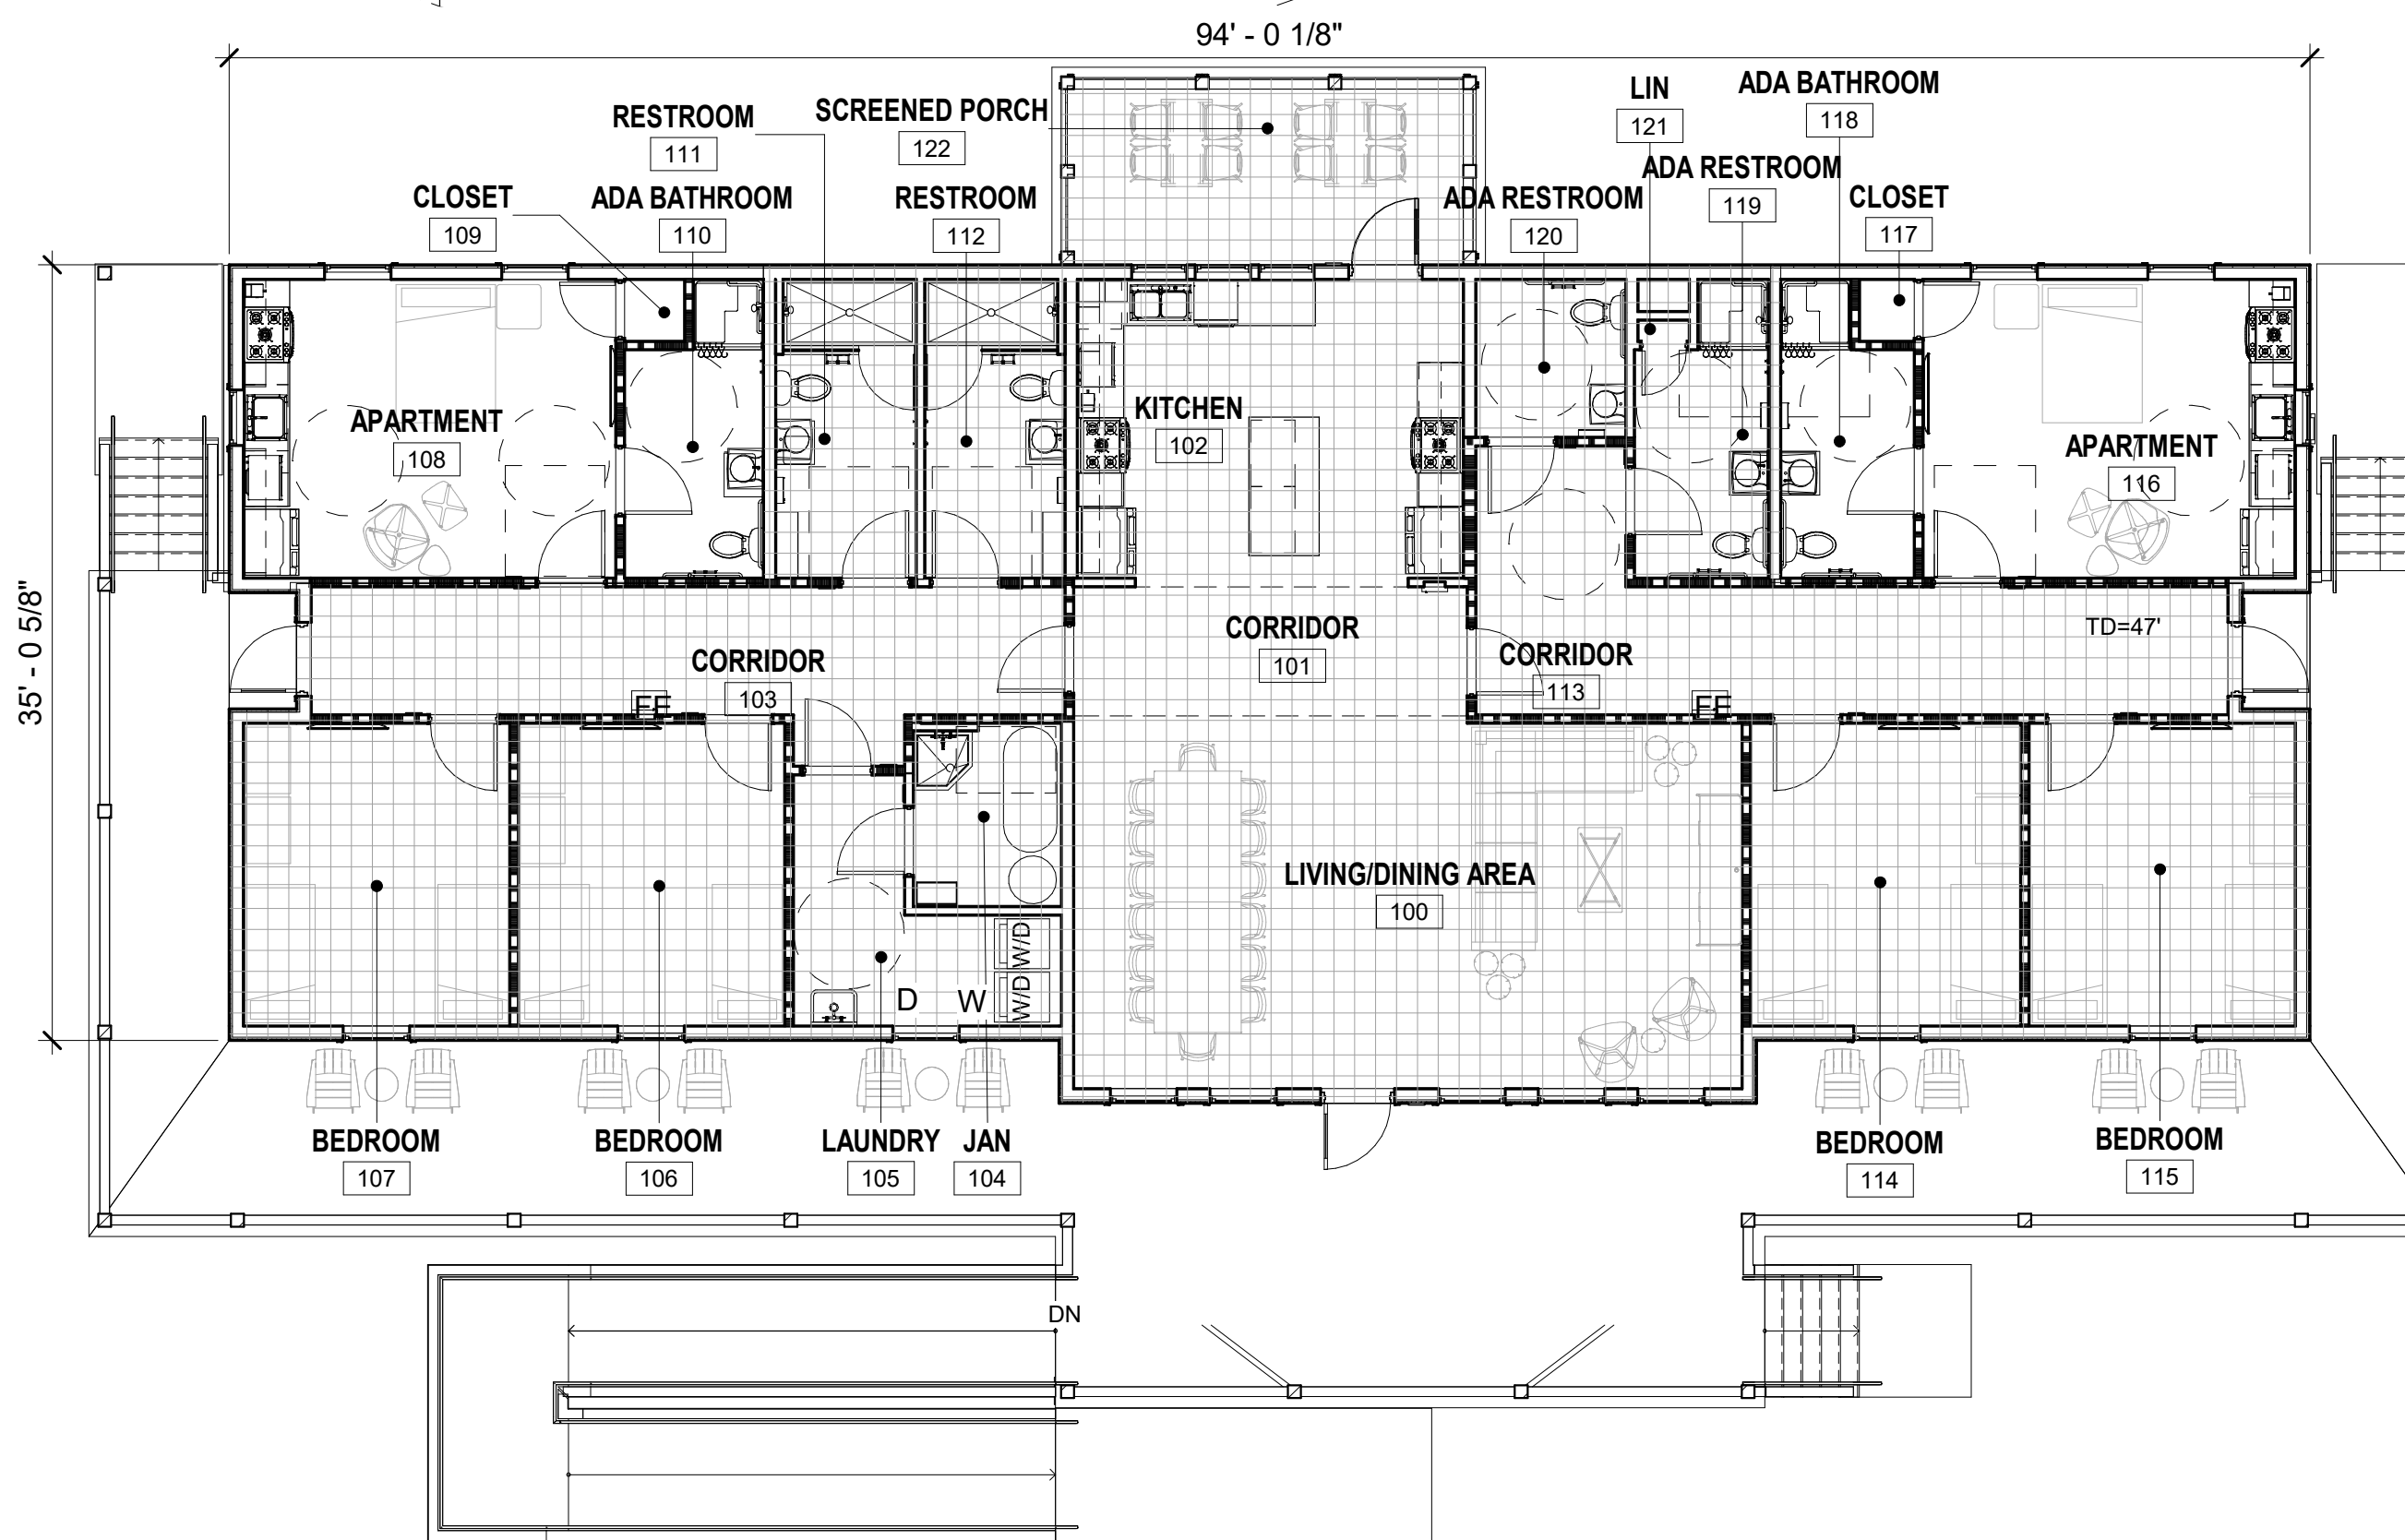 94' - 0 1/8"
RESTROOM
111
SCREENED PORCH
122
LIN
121
ADA BATHROOM
118
CLOSET
109
ADA BATHROOM
110
RESTROOM
112
ADA RESTROOM
120
ADA RESTROOM
119
CLOSET
117
APARTMENT
108
KITCHEN
102
APARTMENT
116
35' - 0 5/8"
CORRIDOR
103
CORRIDOR
101
CORRIDOR
113
TD=47'
FE
FE
LIVING/DINING AREA
100
W/D
W/D
D
W
BEDROOM
107
BEDROOM
106
LAUNDRY
105
JAN
104
BEDROOM
114
BEDROOM
115
DN